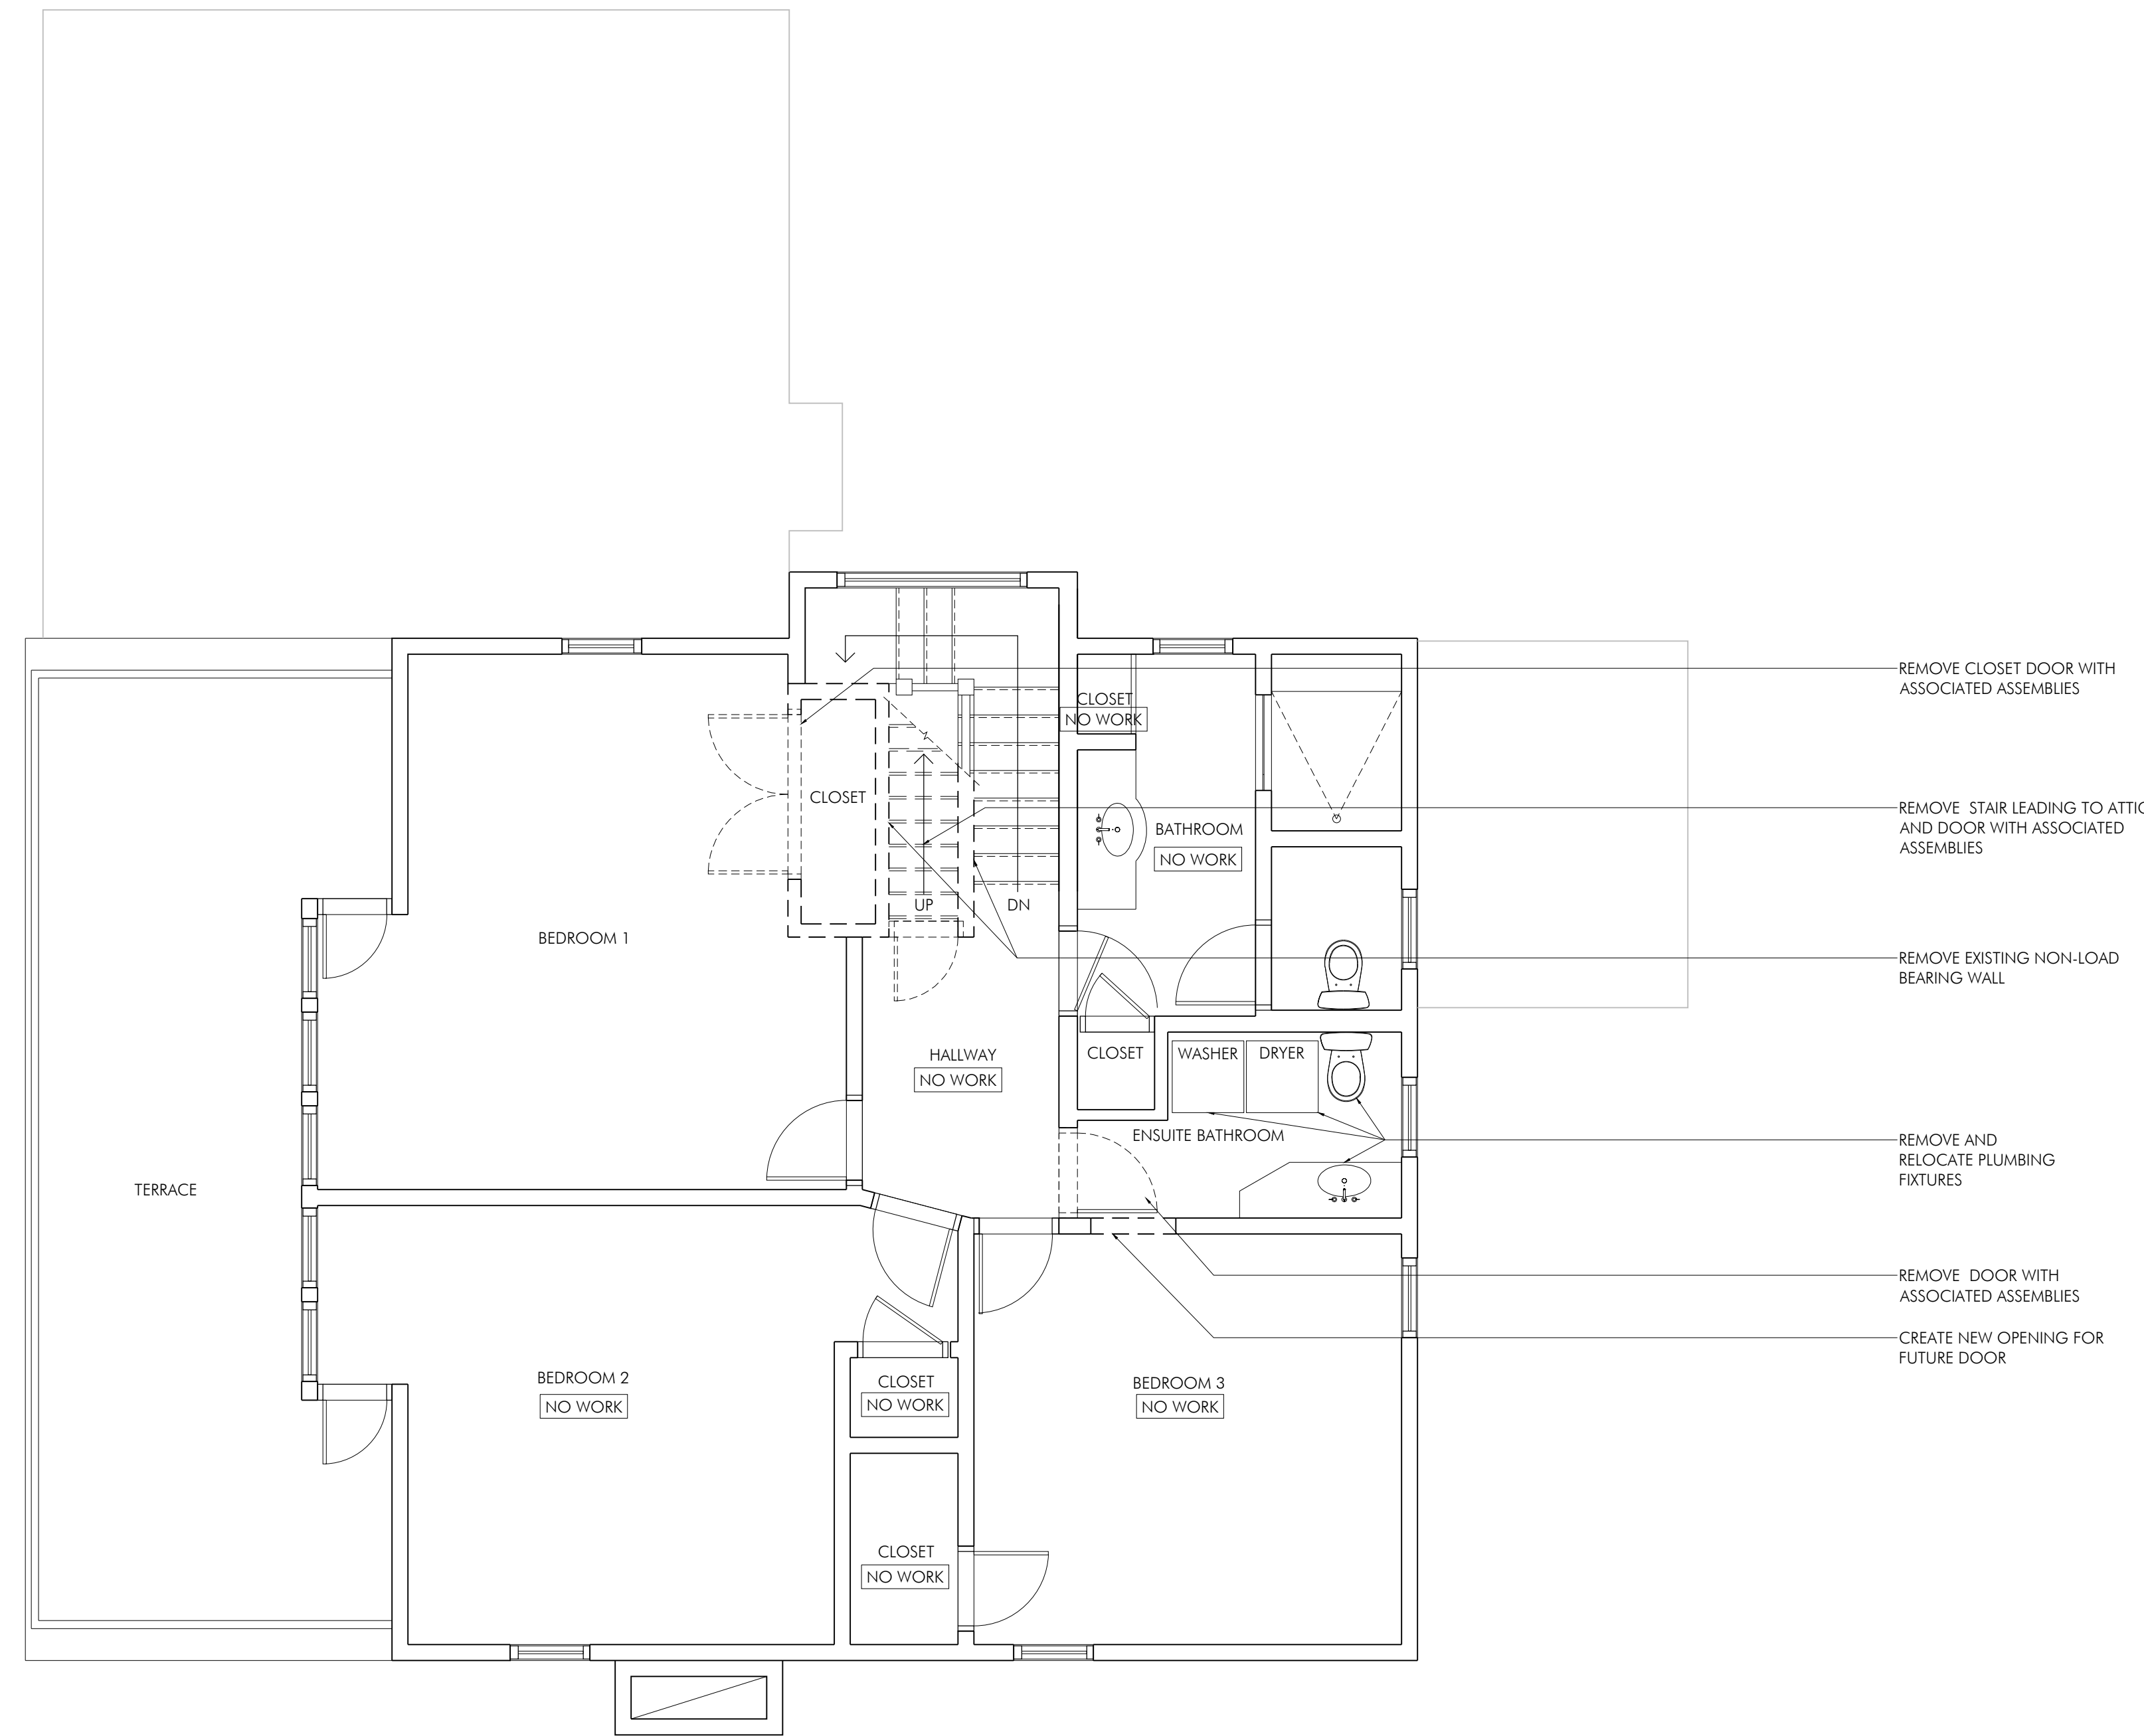 REMOVE CLOSET DOOR WITH
ASSOCIATED ASSEMBLIES
CLOSET
NO WORK
CLOSET
REMOVE STAIR LEADING TO ATTIC
AND DOOR WITH ASSOCIATED
ASSEMBLIES
BATHROOM
NO WORK
UP
DN
BEDROOM 1
REMOVE EXISTING NON-LOAD
BEARING WALL
HALLWAY
NO WORK
CLOSET
WASHER
DRYER
ENSUITE BATHROOM
REMOVE AND
RELOCATE PLUMBING
FIXTURES
TERRACE
REMOVE DOOR WITH
ASSOCIATED ASSEMBLIES
CREATE NEW OPENING FOR
FUTURE DOOR
BEDROOM 2
NO WORK
CLOSET
NO WORK
BEDROOM 3
NO WORK
CLOSET
NO WORK